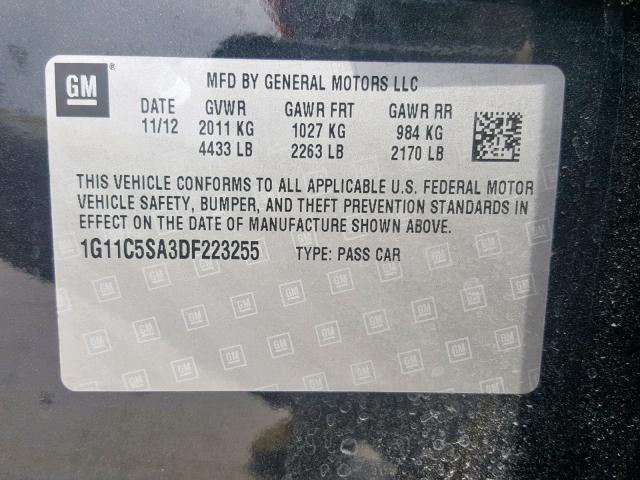 GM
MFD BY GENERAL MOTORS LLC
DATE GVWR GAWR FRT GAWR RR
11/12 2011 KG 1027 KG 984 KG
4433 LB 2263 LB 2170 LB
THIS VEHICLE CONFORMS TO ALL APPLICABLE U.S. FEDERAL MOTOR
VEHICLE SAFETY, BUMPER, AND THEFT PREVENTION STANDARDS IN
EFFECT ON THE DATE OF MANUFACTURE SHOWN ABOVE.
1G11C5SA3DF223255 TYPE: PASS CAR